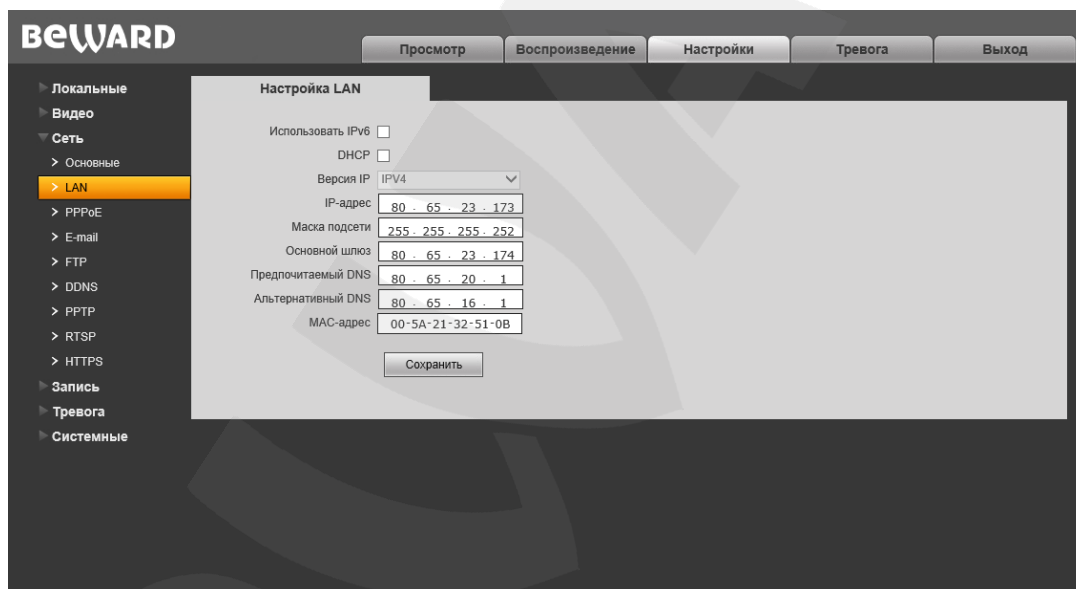 BEWARD
Просмотр Воспроизведение Настройки Тревога Выход
Локальные
Видео
Сеть
> Основные
> LAN
> PPPoE
> E-mail
> FTP
> DDNS
> PPTP
> RTSP
> HTTPS
Запись
Тревога
Системные
Настройка LAN
Использовать IPv6
DHCP
Версия IP IPV4
IP-адрес 80 . 65 . 23 . 173
Маска подсети 255 . 255 . 255 . 252
Основной шлюз 80 . 65 . 23 . 174
Предпочитаемый DNS 80 . 65 . 20 . 1
Альтернативный DNS 80 . 65 . 16 . 1
MAC-адрес 00-5A-21-32-51-0B
Сохранить